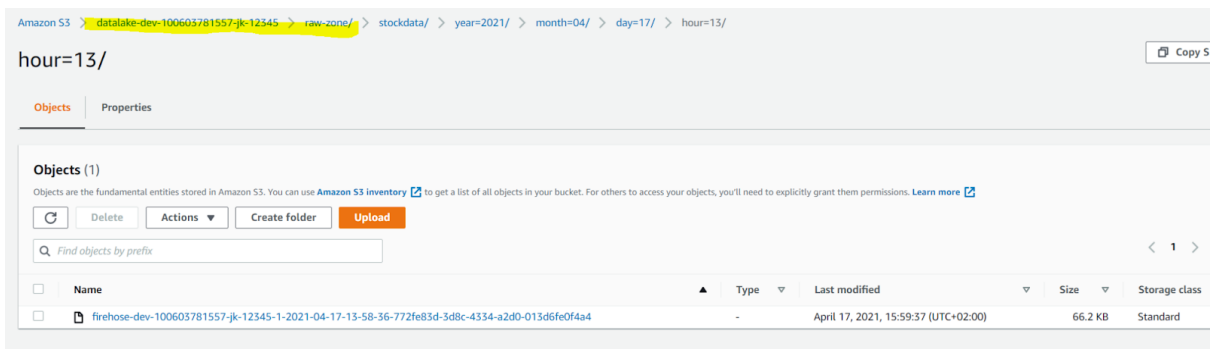 Amazon S3 > datalake-dev-100603781557-jk-12345 > raw-zone/ > stockdata/ > year=2021/ > month=04/ > day=17/ > hour=13/
hour=13/
Copy S
Objects Properties
Objects (1)
Objects are the fundamental entities stored in Amazon S3. You can use Amazon S3 inventory to get a list of all objects in your bucket. For others to access your objects, you'll need to explicitly grant them permissions. Learn more
Delete Actions Create folder Upload
Find objects by prefix
< 1 >
Name Type Last modified Size Storage class
firehose-dev-100603781557-jk-12345-1-2021-04-17-13-58-36-772fe83d-3d8c-4334-a2d0-013d6fe0f4a4 - April 17, 2021, 15:59:37 (UTC+02:00) 66.2 KB Standard